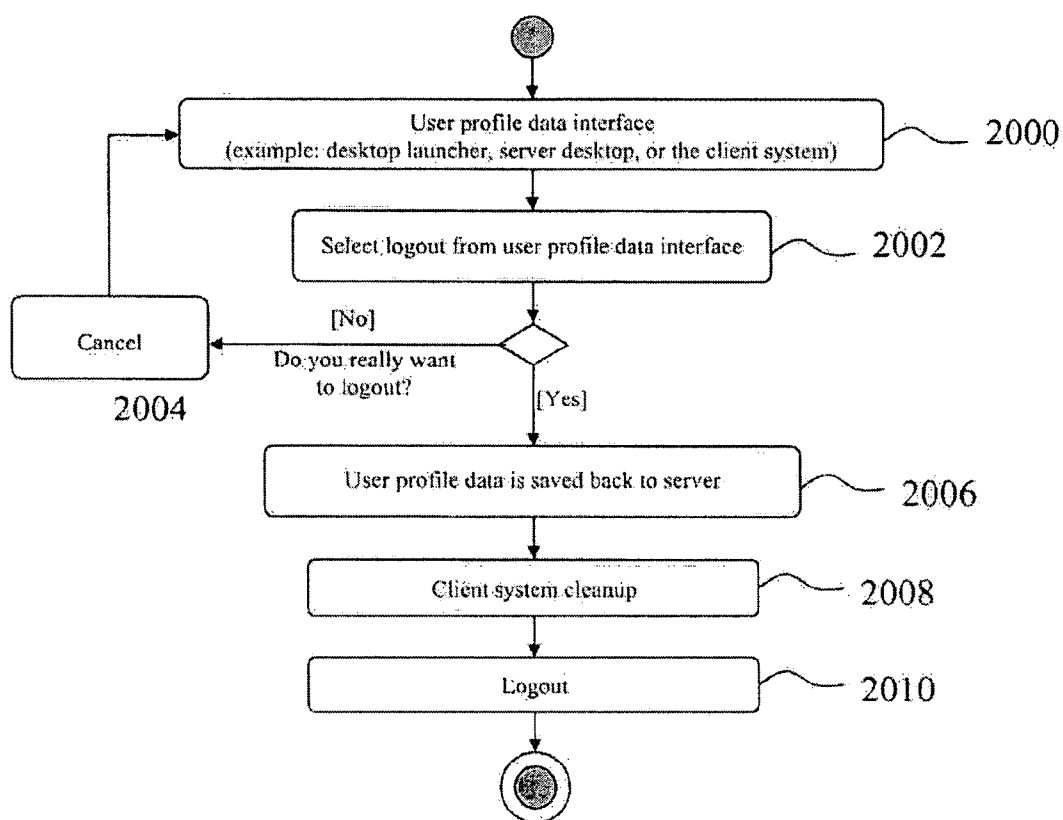 User profile data interface
(example: desktop launcher, server desktop, or the client system)
2000
Select logout from user profile data interface
2002
[No]
Cancel
Do you really want
to logout?
2004
[Yes]
User profile data is saved back to server
2006
Client system cleanup
2008
Logout
2010